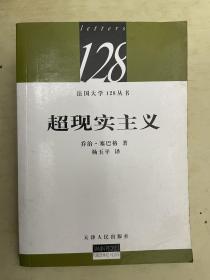 letters
128
法国大学128丛书
超现实主义
乔治·塞巴格 著
杨玉平 译
天津人民出版社